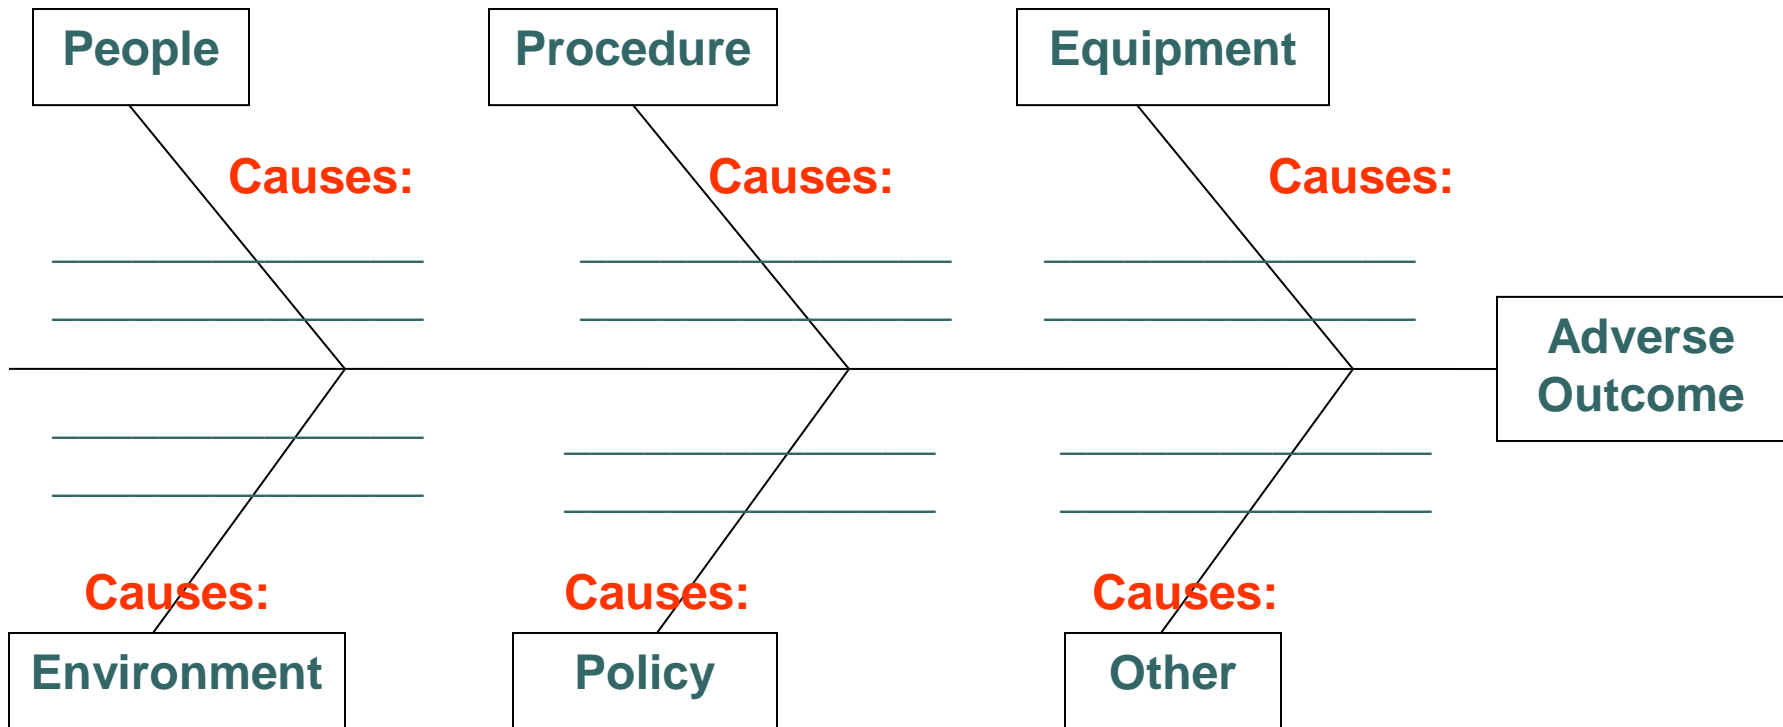 People
Procedure
Equipment
Causes:
Causes:
Causes:
Adverse
Outcome
Causes:
Causes:
Causes:
Environment
Policy
Other